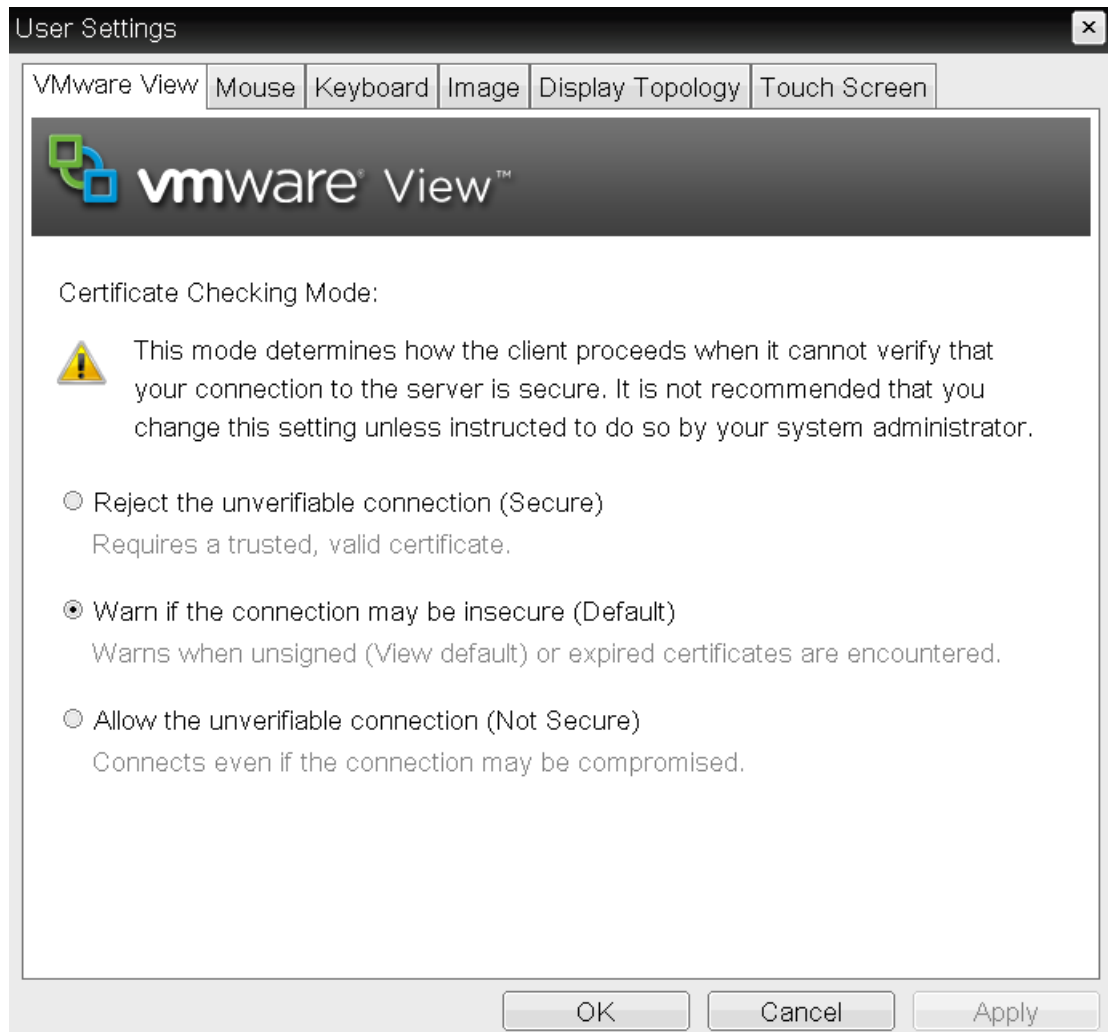 User Settings
VMware View Mouse Keyboard Image Display Topology Touch Screen
vmware® View™
Certificate Checking Mode:
This mode determines how the client proceeds when it cannot verify that
your connection to the server is secure. It is not recommended that you
change this setting unless instructed to do so by your system administrator.
Reject the unverifiable connection (Secure)
Requires a trusted, valid certificate.
Warn if the connection may be insecure (Default)
Warns when unsigned (View default) or expired certificates are encountered.
Allow the unverifiable connection (Not Secure)
Connects even if the connection may be compromised.
OK Cancel Apply